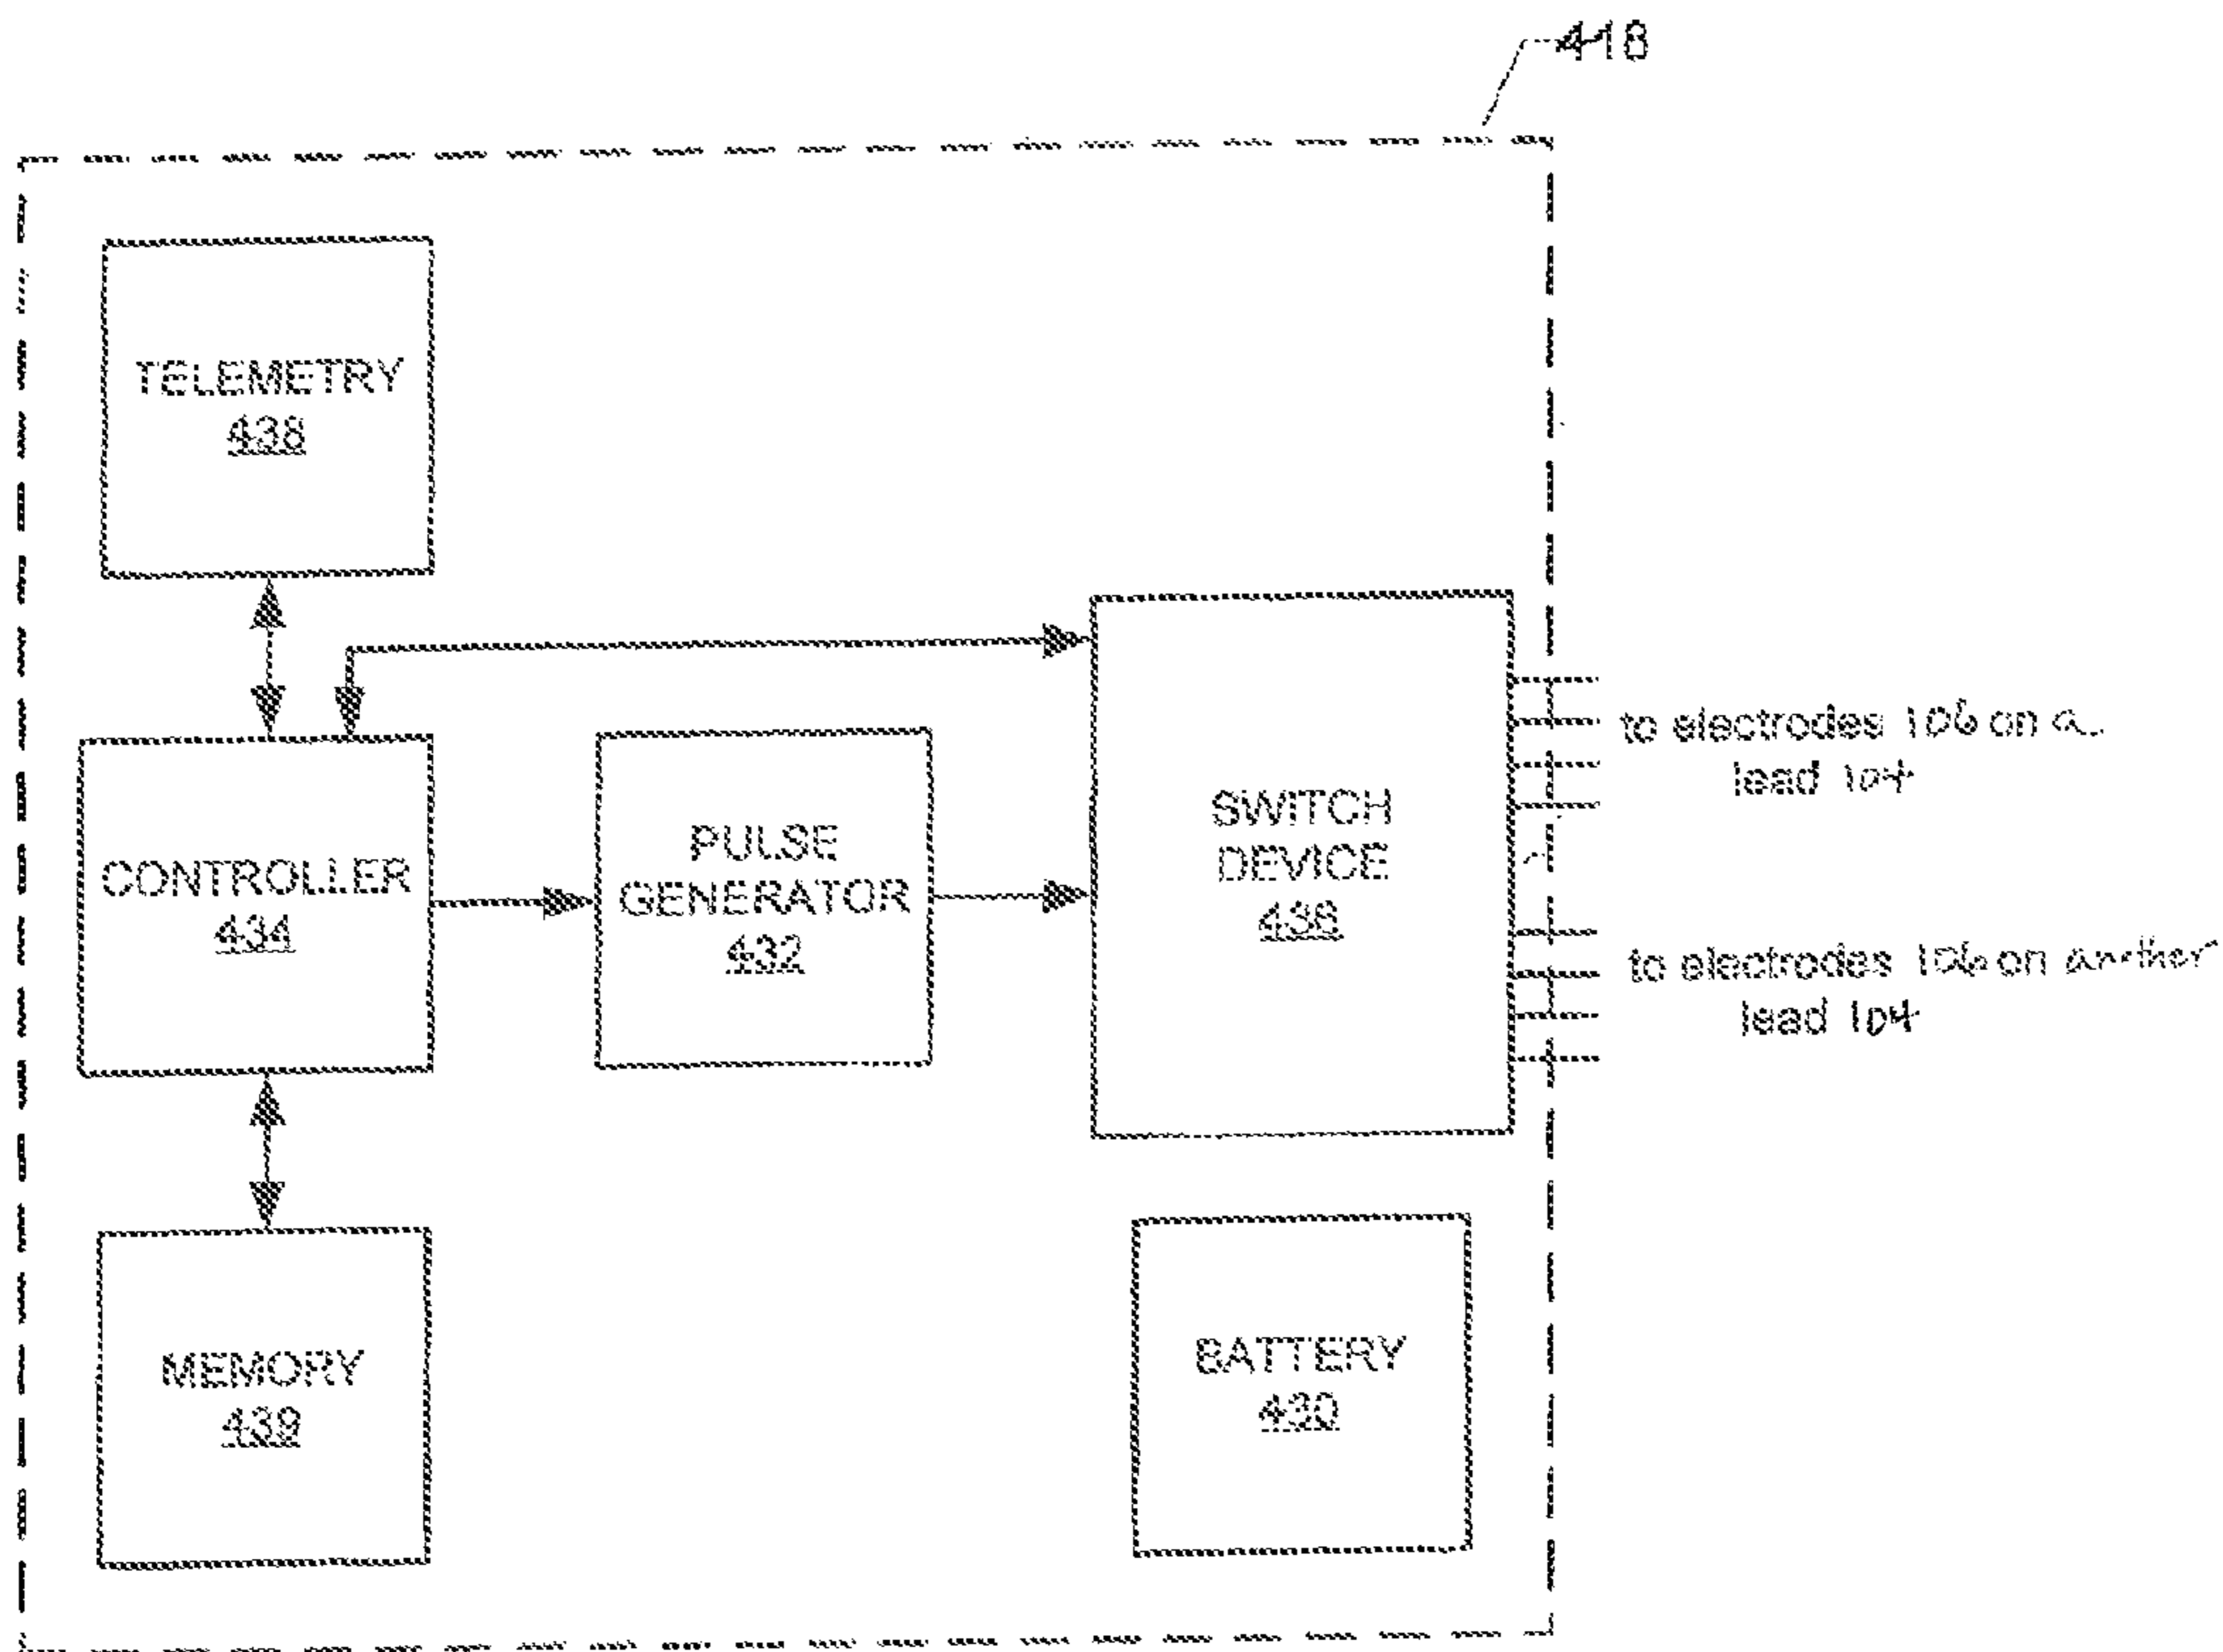 418
TELEMETRY
438
CONTROLLER
434
PULSE
GENERATOR
432
SWITCH
DEVICE
436
to electrodes 106 on a
lead 104
to electrodes 106 on another
lead 104
MEMORY
439
BATTERY
430